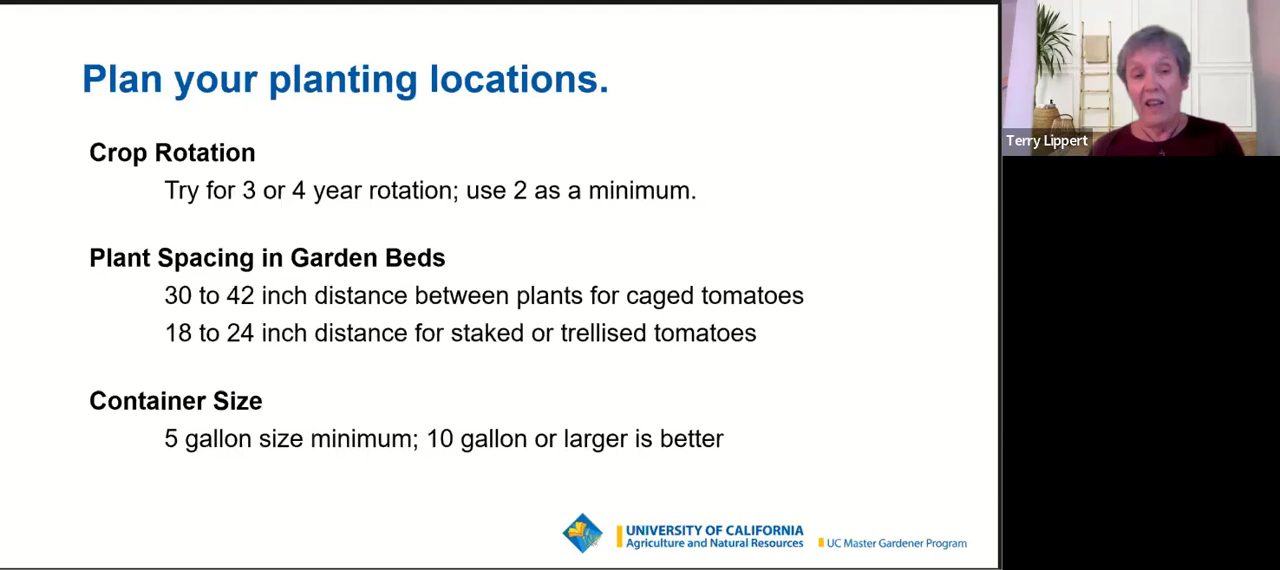 Plan your planting locations.
Crop Rotation
Try for 3 or 4 year rotation; use 2 as a minimum.
Plant Spacing in Garden Beds
30 to 42 inch distance between plants for caged tomatoes
18 to 24 inch distance for staked or trellised tomatoes
Container Size
5 gallon size minimum; 10 gallon or larger is better
UNIVERSITY OF CALIFORNIA
Agriculture and Natural Resources
UC Master Gardener Program
Terry Lippert